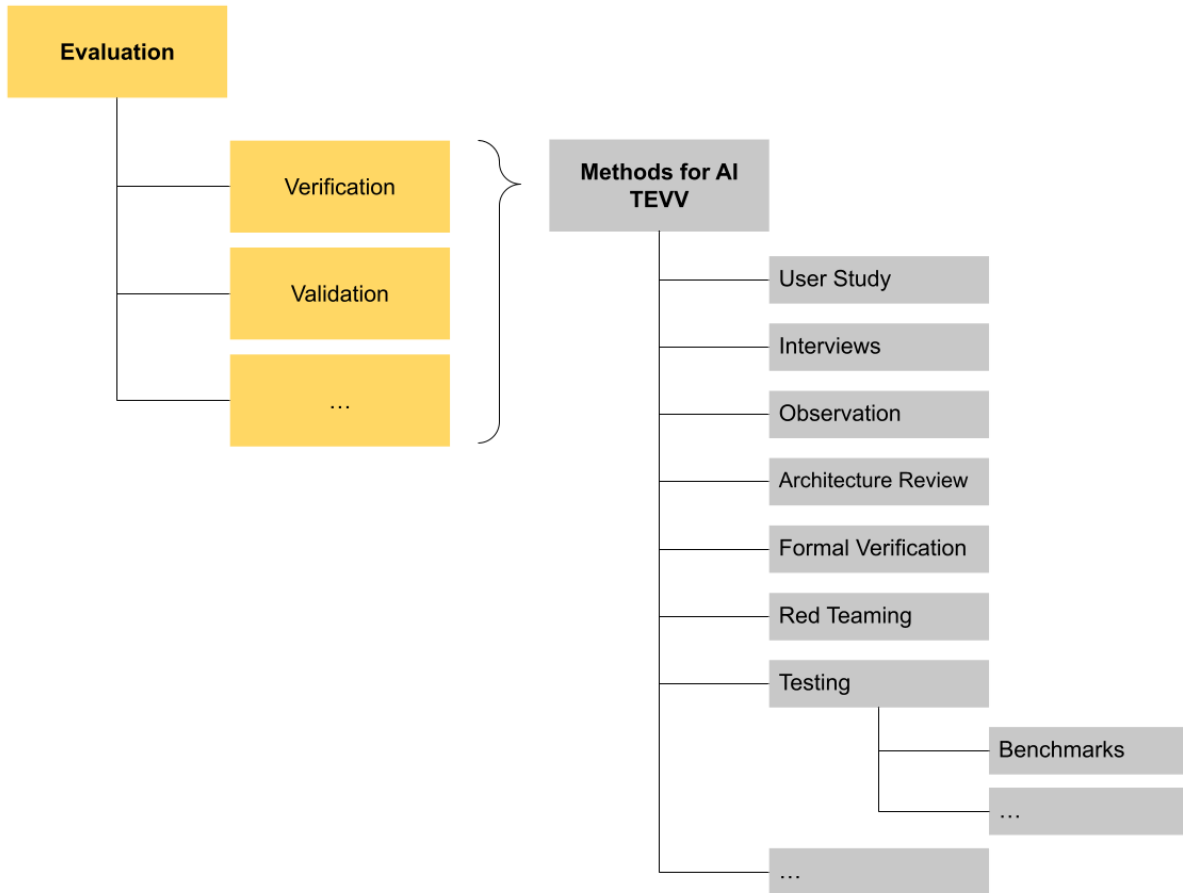 Evaluation
Verification
Validation
…
Methods for AI
TEVV
User Study
Interviews
Observation
Architecture Review
Formal Verification
Red Teaming
Testing
Benchmarks
…
…